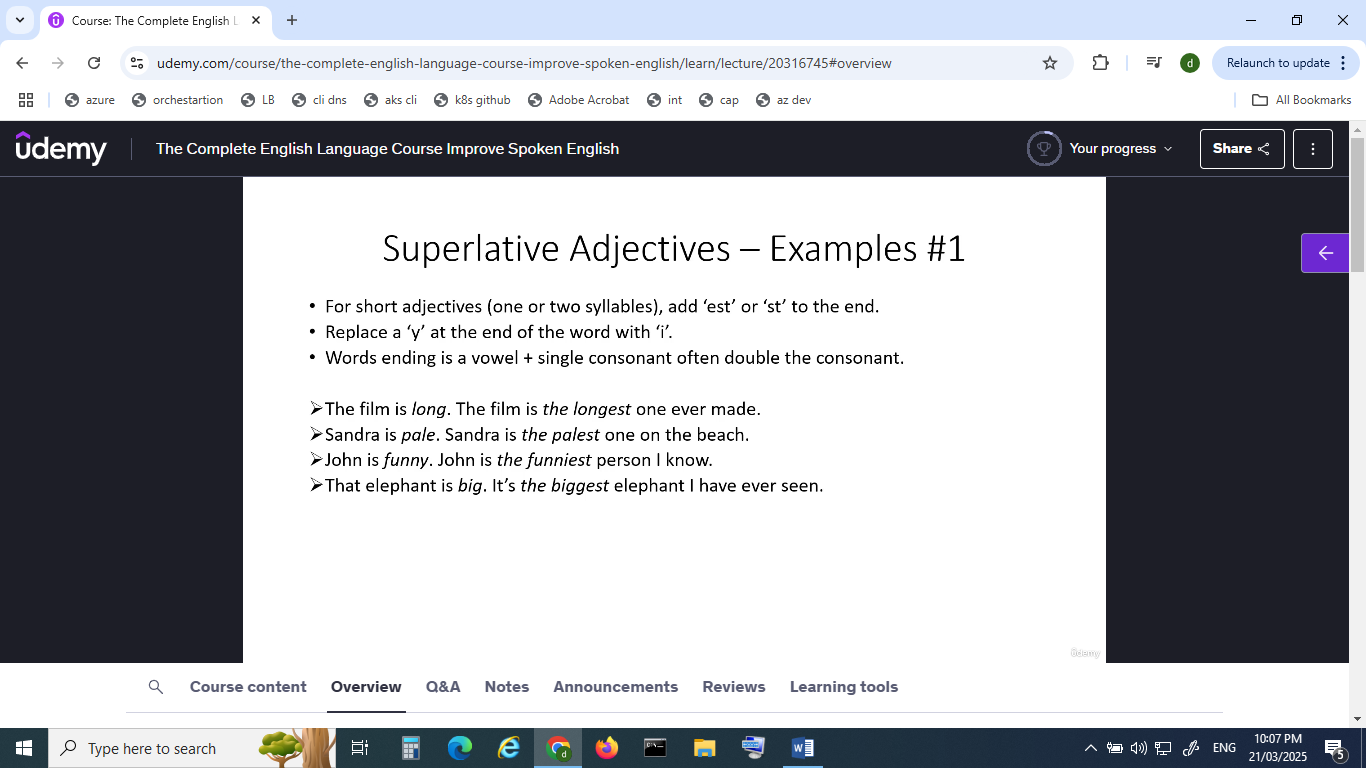 Course: The Complete English L
udemy.com/course/the-complete-english-language-course-improve-spoken-english/learn/lecture/20316745#overview
d
Relaunch to update
azure
orchestartion
LB
cli dns
aks cli
k8s github
Adobe Acrobat
int
cap
az dev
All Bookmarks
ûdemy
The Complete English Language Course Improve Spoken English
Your progress
Share
Superlative Adjectives – Examples #1
• For short adjectives (one or two syllables), add ‘est’ or ‘st’ to the end.
• Replace a ‘y’ at the end of the word with ‘i’.
• Words ending is a vowel + single consonant often double the consonant.
➢The film is long. The film is the longest one ever made.
➢Sandra is pale. Sandra is the palest one on the beach.
➢John is funny. John is the funniest person I know.
➢That elephant is big. It’s the biggest elephant I have ever seen.
ûdemy
Course content
Overview
Q&A
Notes
Announcements
Reviews
Learning tools
Type here to search
ENG
10:07 PM
21/03/2025
5